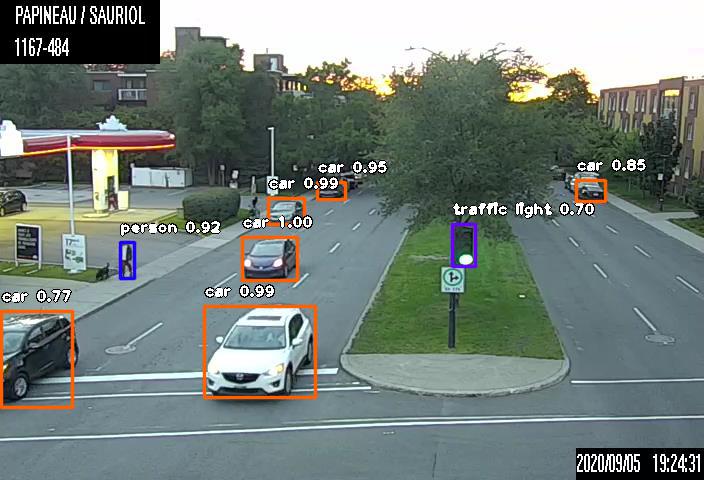 PAPINEAU / SAURIOL
1167-484
car 0.95
car 0.85
car 0.99
traffic light 0.70
car 1.00
person 0.92
car 0.99
car 0.77
2020/09/05 19:24:31